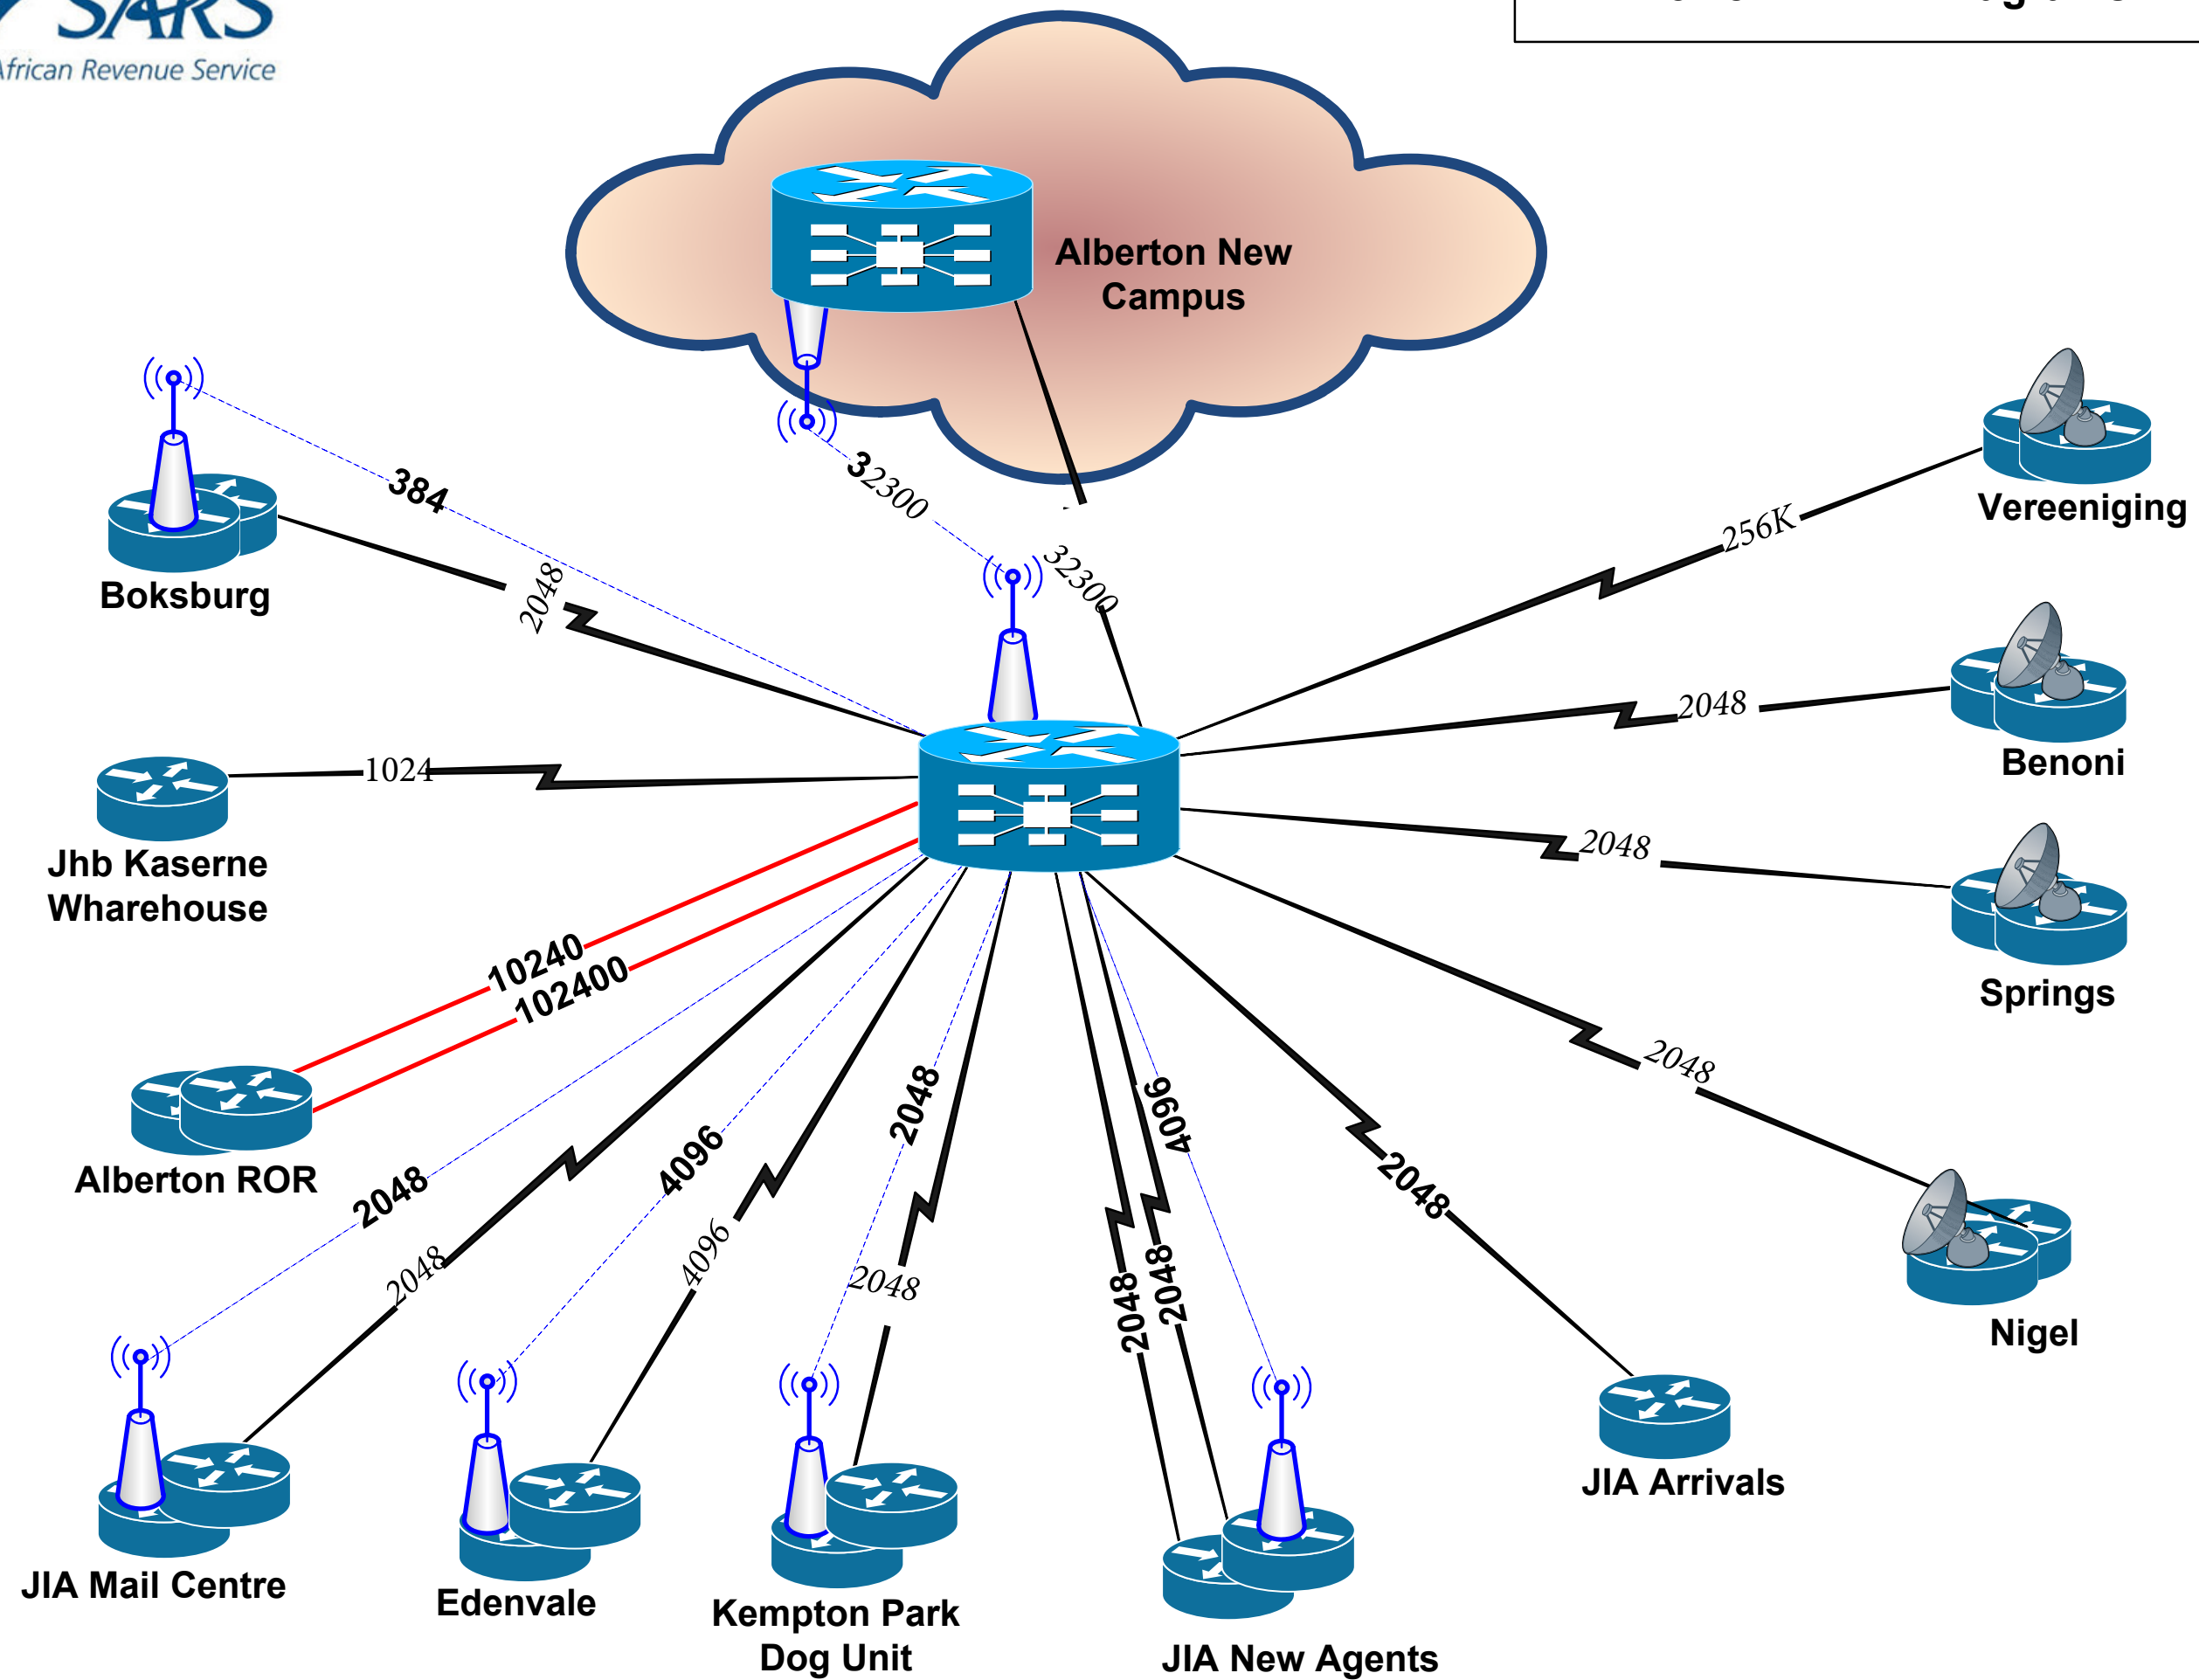 SARS
African Revenue Service
Alberton New
Campus
32300
32300
384
2048
Boksburg
256K
Vereeniging
2048
Benoni
1024
Jhb Kaserne
Wharehouse
2048
Springs
10240
102400
Alberton ROR
2048
Nigel
2048
2048
JIA Mail Centre
4096
4096
Edenvale
2048
2048
Kempton Park
Dog Unit
2048
2048
4096
JIA New Agents
2048
JIA Arrivals